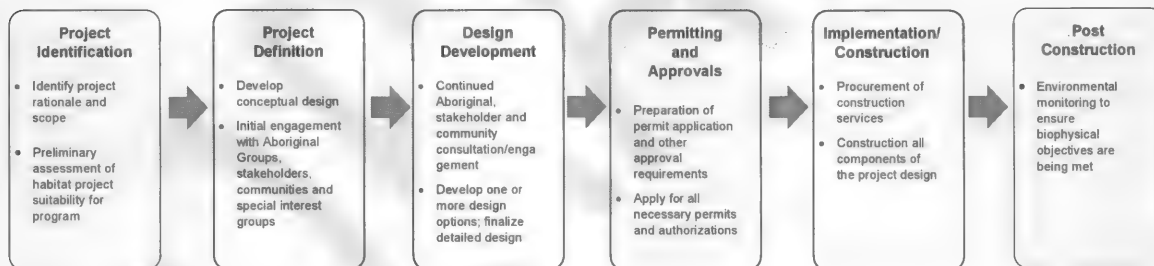 Project
Identification
• Identify project
rationale and
scope
• Preliminary
assessment of
habitat project
suitability for
program
Project
Definition
• Develop
conceptual design
• Initial engagement
with Aboriginal
Groups,
stakeholders,
communities and
special interest
groups
Design
Development
• Continued
Aboriginal,
stakeholder and
community
consultation/enga
gement
• Develop one or
more design
options; finalize
detailed design
Permitting
and
Approvals
• Preparation of
permit application
and other
approval
requirements
• Apply for all
necessary permits
and authorizations
Implementation/
Construction
• Procurement of
construction
services
• Construction all
components of
the project design
Post
Construction
• Environmental
monitoring to
ensure
biophysical
objectives are
being met